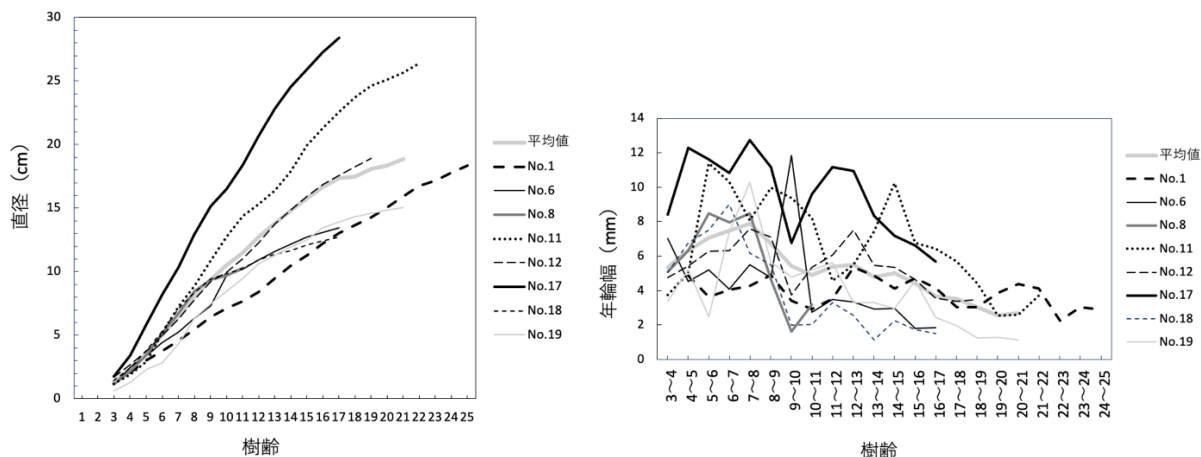 30
25
20
15
10
5
0
直径（cm）
1 2 3 4 5 6 7 8 9 10 11 12 13 14 15 16 17 18 19 20 21 22 23 24 25
樹齢
平均値
No.1
No.6
No.8
No.11
No.12
No.17
No.18
No.19
14
12
10
8
6
4
2
0
年輪幅（mm）
3〜4
4〜5
5〜6
6〜7
7〜8
8〜9
9〜10
10〜11
11〜12
12〜13
13〜14
14〜15
15〜16
16〜17
17〜18
18〜19
19〜20
20〜21
21〜22
22〜23
23〜24
24〜25
樹齢
平均値
No.1
No.6
No.8
No.11
No.12
No.17
No.18
No.19